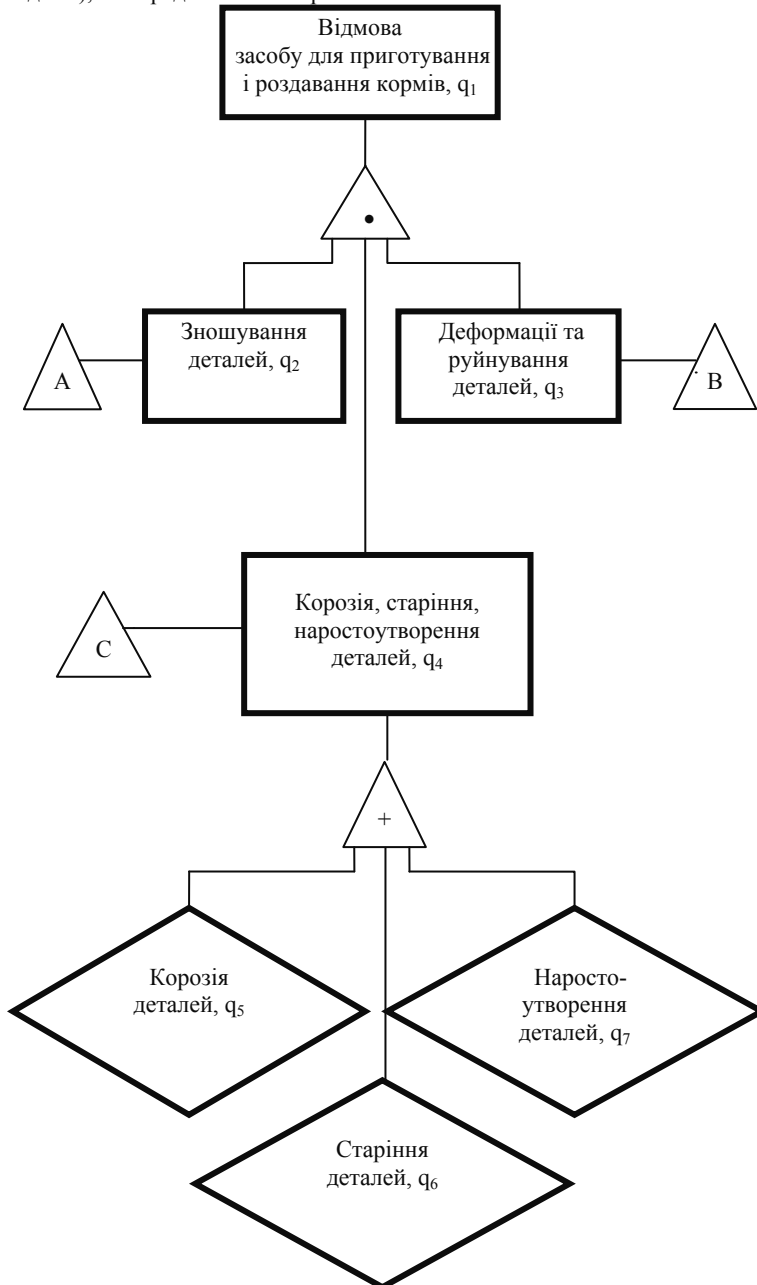 Відмова
засобу для приготування
і роздавання кормів, q1
•
Зношування
деталей, q2
Деформації та
руйнування
деталей, q3
A
B
Корозія, старіння,
наростоутворення
деталей, q4
C
+
Корозія
деталей, q5
Наросто-
утворення
деталей, q7
Старіння
деталей, q6